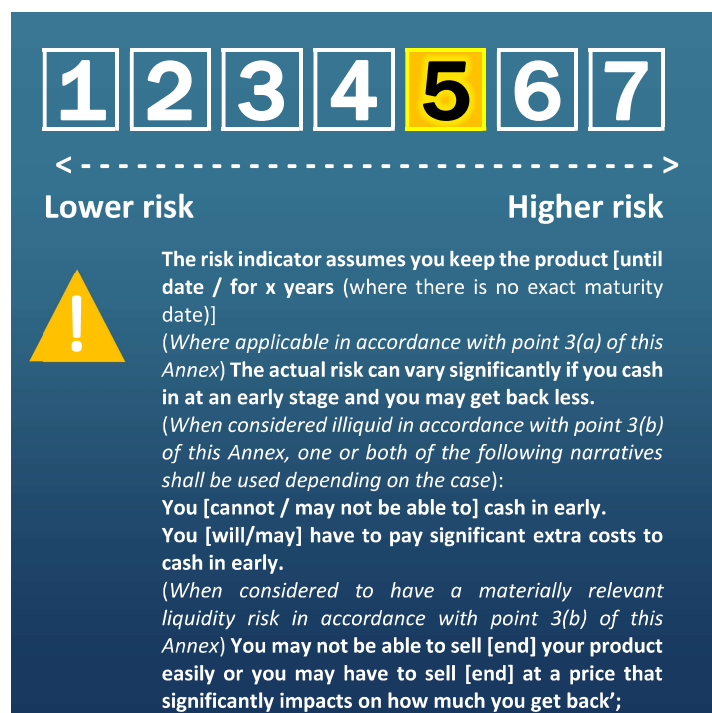 1 2 3 4 5 6 7
<--------------------------------->
Lower risk Higher risk
!
The risk indicator assumes you keep the product [until
date / for x years (where there is no exact maturity
date)]
(Where applicable in accordance with point 3(a) of this
Annex) The actual risk can vary significantly if you cash
in at an early stage and you may get back less.
(When considered illiquid in accordance with point 3(b)
of this Annex, one or both of the following narratives
shall be used depending on the case):
You [cannot / may not be able to] cash in early.
You [will/may] have to pay significant extra costs to
cash in early.
(When considered to have a materially relevant
liquidity risk in accordance with point 3(b) of this
Annex) You may not be able to sell [end] your product
easily or you may have to sell [end] at a price that
significantly impacts on how much you get back’;